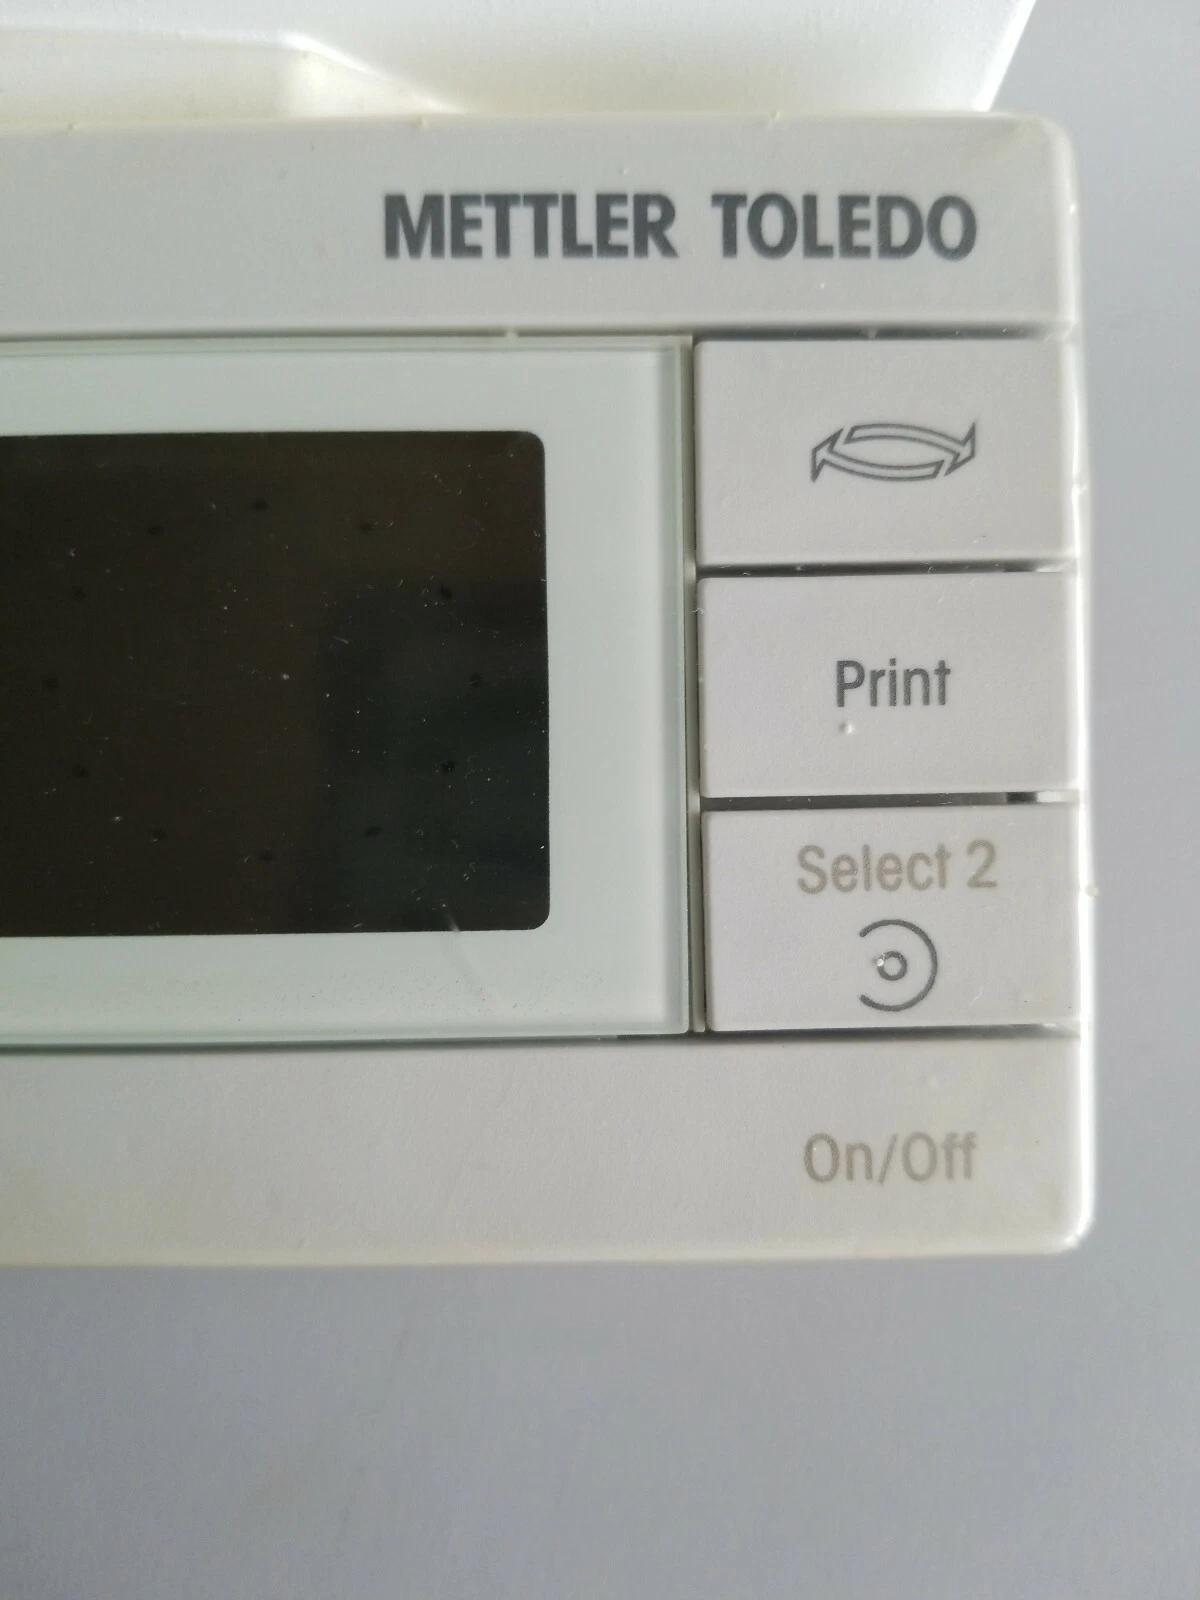 METTLER TOLEDO
Print
Select 2
On/Off